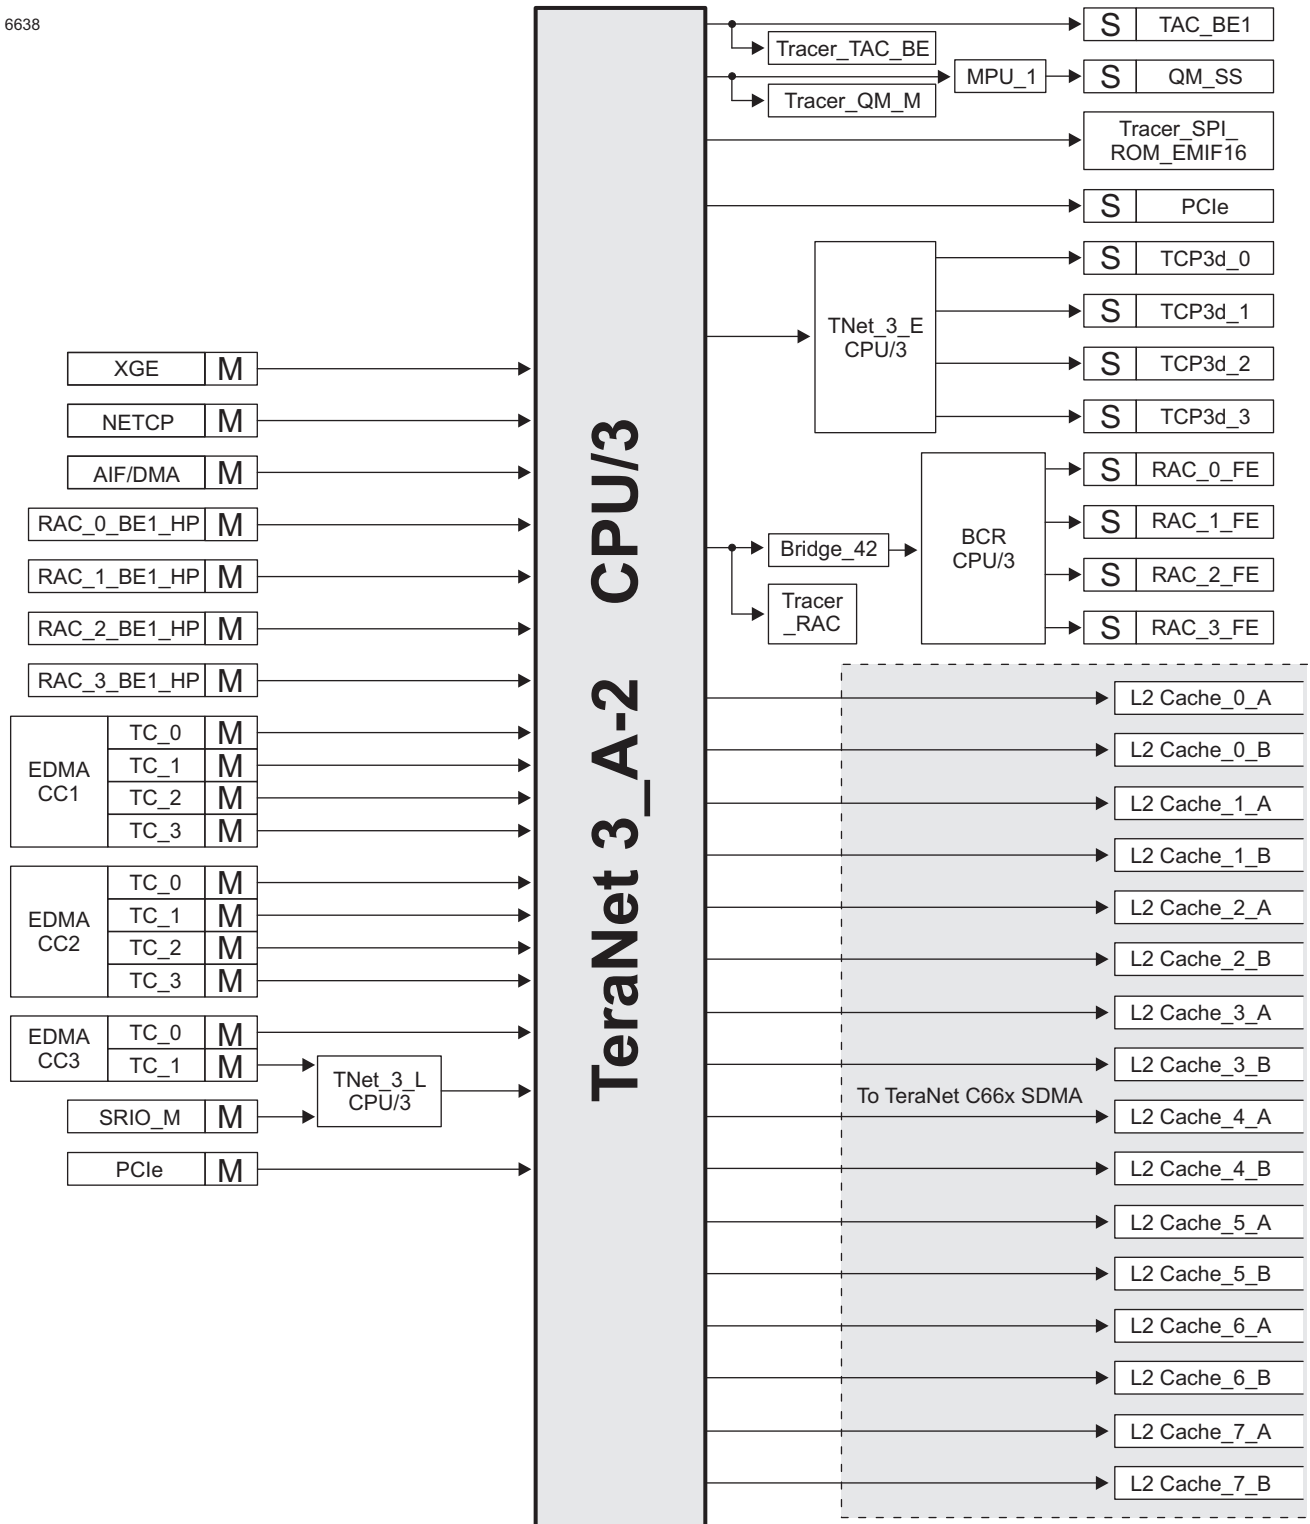 6638
XGE M
NETCP M
AIF/DMA M
RAC_0_BE1_HP M
RAC_1_BE1_HP M
RAC_2_BE1_HP M
RAC_3_BE1_HP M
EDMA
CC1
TC_0 M
TC_1 M
TC_2 M
TC_3 M
EDMA
CC2
TC_0 M
TC_1 M
TC_2 M
TC_3 M
EDMA
CC3
TC_0 M
TC_1 M
TNet_3_L
CPU/3
SRIO_M M
PCIe M
TeraNet 3_A-2 CPU/3
S TAC_BE1
Tracer_TAC_BE
MPU_1
S QM_SS
Tracer_QM_M
Tracer_SPI_
ROM_EMIF16
S PCIe
TNet_3_E
CPU/3
S TCP3d_0
S TCP3d_1
S TCP3d_2
S TCP3d_3
Bridge_42
Tracer
_RAC
BCR
CPU/3
S RAC_0_FE
S RAC_1_FE
S RAC_2_FE
S RAC_3_FE
L2 Cache_0_A
L2 Cache_0_B
L2 Cache_1_A
L2 Cache_1_B
L2 Cache_2_A
L2 Cache_2_B
L2 Cache_3_A
L2 Cache_3_B
To TeraNet C66x SDMA
L2 Cache_4_A
L2 Cache_4_B
L2 Cache_5_A
L2 Cache_5_B
L2 Cache_6_A
L2 Cache_6_B
L2 Cache_7_A
L2 Cache_7_B